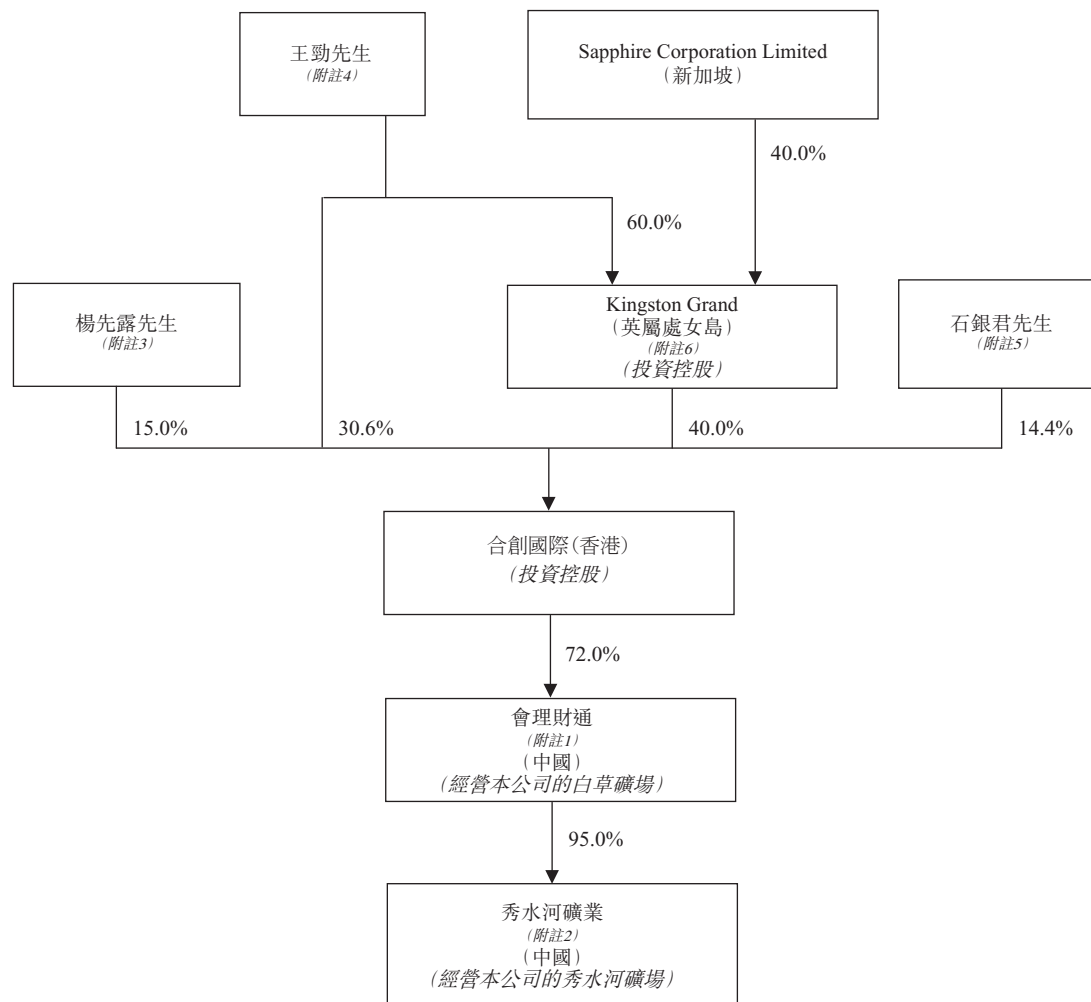 王勁先生
(附註4)
Sapphire Corporation Limited
(新加坡)
40.0%
60.0%
楊先露先生
(附註3)
Kingston Grand
(英屬處女島)
(附註6)
(投資控股)
石銀君先生
(附註5)
15.0%
30.6%
40.0%
14.4%
合創國際(香港)
(投資控股)
72.0%
會理財通
(附註1)
(中國)
(經營本公司的白草礦場)
95.0%
秀水河礦業
(附註2)
(中國)
(經營本公司的秀水河礦場)